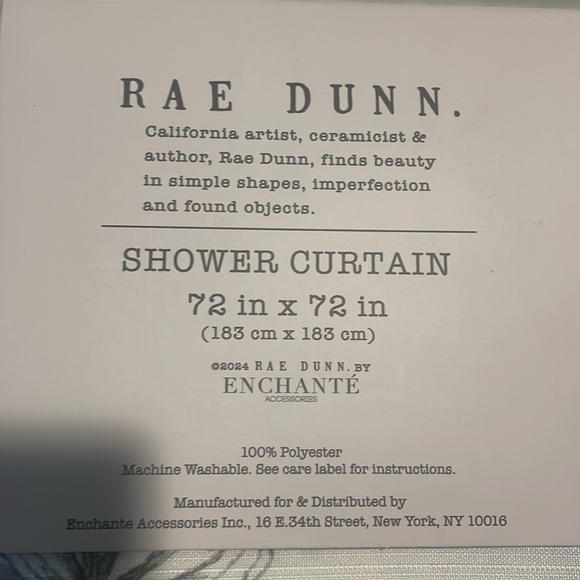 RAE DUNN.
California artist, ceramicist &
author, Rae Dunn, finds beauty
in simple shapes, imperfection
and found objects.
SHOWER CURTAIN
72 in x 72 in
(183 cm x 183 cm)
©2024 RAE DUNN. BY
ENCHANTÉ
ACCESSORIES
100% Polyester
Machine Washable. See care label for instructions.
Manufactured for & Distributed by
Enchante Accessories Inc., 16 E.34th Street, New York, NY 10016